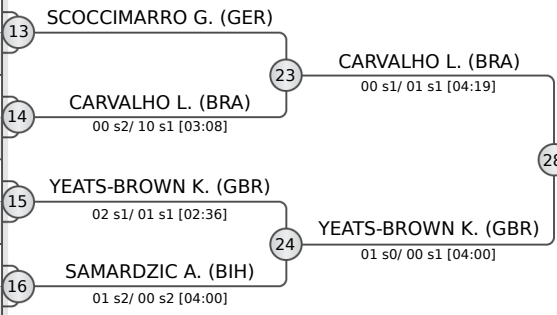 SCOCCIMARRO G. (GER)
13
23
CARVALHO L. (BRA)
00 s1/ 01 s1 [04:19]
CARVALHO L. (BRA)
14
00 s2/ 10 s1 [03:08]
28
YEATS-BROWN K. (GBR)
15
02 s1/ 01 s1 [02:36]
24
YEATS-BROWN K. (GBR)
01 s0/ 00 s1 [04:00]
SAMARDZIC A. (BIH)
16
01 s2/ 00 s2 [04:00]